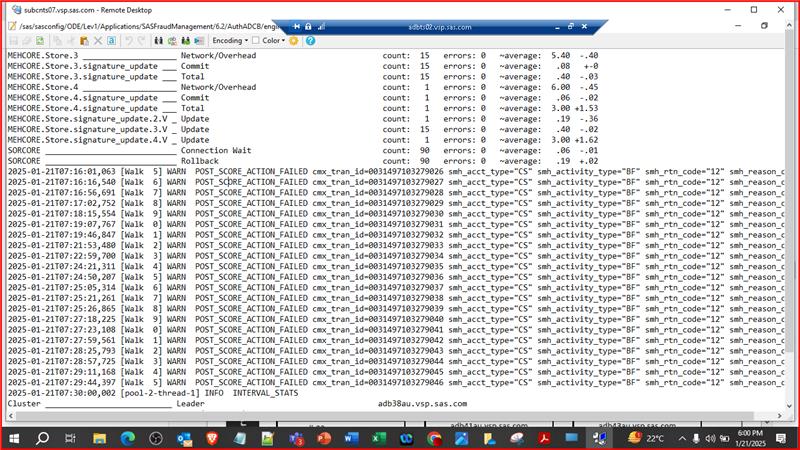 subcnts07.vsp.sas.com - Remote Desktop
/sas/sasconfig/ODE/Lev1/Applications/SASFraudManagement/6.2/AuthADCB/engi
adbts02.vsp.sas.com
Encoding Color
MEHCORE.Store.3 ___ Network/Overhead count: 15 errors: 0 ~average: 5.40 -.40
MEHCORE.Store.3.signature_update ___ Commit count: 15 errors: 0 ~average: .08 +-0
MEHCORE.Store.3.signature_update ___ Total count: 15 errors: 0 ~average: .40 -.03
MEHCORE.Store.4 ___ Network/Overhead count: 1 errors: 0 ~average: 6.00 -.45
MEHCORE.Store.4.signature_update ___ Commit count: 1 errors: 0 ~average: .06 -.02
MEHCORE.Store.4.signature_update ___ Total count: 1 errors: 0 ~average: 3.00 +1.53
MEHCORE.Store.signature_update.2.V _ Update count: 1 errors: 0 ~average: .19 -.36
MEHCORE.Store.signature_update.3.V _ Update count: 15 errors: 0 ~average: .40 -.02
MEHCORE.Store.signature_update.4.V _ Update count: 1 errors: 0 ~average: 3.00 +1.62
SORCORE ___ Connection Wait count: 90 errors: 0 ~average: .06 -.01
SORCORE ___ Rollback count: 90 errors: 0 ~average: .19 +.02
2025-01-21T07:16:01,063 [Walk 5] WARN POST_SCORE_ACTION_FAILED cmx_tran_id=0031497103279026 smh_acct_type="CS" smh_activity_type="BF" smh_rtn_code="12" smh_reason_c
2025-01-21T07:16:16,540 [Walk 6] WARN POST_SCORE_ACTION_FAILED cmx_tran_id=0031497103279027 smh_acct_type="CS" smh_activity_type="BF" smh_rtn_code="12" smh_reason_c
2025-01-21T07:16:56,691 [Walk 7] WARN POST_SCORE_ACTION_FAILED cmx_tran_id=0031497103279028 smh_acct_type="CS" smh_activity_type="BF" smh_rtn_code="12" smh_reason_c
2025-01-21T07:17:02,752 [Walk 8] WARN POST_SCORE_ACTION_FAILED cmx_tran_id=0031497103279029 smh_acct_type="CS" smh_activity_type="BF" smh_rtn_code="12" smh_reason_c
2025-01-21T07:18:15,554 [Walk 9] WARN POST_SCORE_ACTION_FAILED cmx_tran_id=0031497103279030 smh_acct_type="CS" smh_activity_type="BF" smh_rtn_code="12" smh_reason_c
2025-01-21T07:19:07,767 [Walk 0] WARN POST_SCORE_ACTION_FAILED cmx_tran_id=0031497103279031 smh_acct_type="CS" smh_activity_type="BF" smh_rtn_code="12" smh_reason_c
2025-01-21T07:19:46,847 [Walk 1] WARN POST_SCORE_ACTION_FAILED cmx_tran_id=0031497103279032 smh_acct_type="CS" smh_activity_type="BF" smh_rtn_code="12" smh_reason_c
2025-01-21T07:21:53,480 [Walk 2] WARN POST_SCORE_ACTION_FAILED cmx_tran_id=0031497103279033 smh_acct_type="CS" smh_activity_type="BF" smh_rtn_code="12" smh_reason_c
2025-01-21T07:22:59,700 [Walk 3] WARN POST_SCORE_ACTION_FAILED cmx_tran_id=0031497103279034 smh_acct_type="CS" smh_activity_type="BF" smh_rtn_code="12" smh_reason_c
2025-01-21T07:24:21,311 [Walk 4] WARN POST_SCORE_ACTION_FAILED cmx_tran_id=0031497103279035 smh_acct_type="CS" smh_activity_type="BF" smh_rtn_code="12" smh_reason_c
2025-01-21T07:24:50,207 [Walk 5] WARN POST_SCORE_ACTION_FAILED cmx_tran_id=0031497103279036 smh_acct_type="CS" smh_activity_type="BF" smh_rtn_code="12" smh_reason_c
2025-01-21T07:25:05,314 [Walk 6] WARN POST_SCORE_ACTION_FAILED cmx_tran_id=0031497103279037 smh_acct_type="CS" smh_activity_type="BF" smh_rtn_code="12" smh_reason_c
2025-01-21T07:25:21,261 [Walk 7] WARN POST_SCORE_ACTION_FAILED cmx_tran_id=0031497103279038 smh_acct_type="CS" smh_activity_type="BF" smh_rtn_code="12" smh_reason_c
2025-01-21T07:25:26,865 [Walk 8] WARN POST_SCORE_ACTION_FAILED cmx_tran_id=0031497103279039 smh_acct_type="CS" smh_activity_type="BF" smh_rtn_code="12" smh_reason_c
2025-01-21T07:27:18,225 [Walk 9] WARN POST_SCORE_ACTION_FAILED cmx_tran_id=0031497103279040 smh_acct_type="CS" smh_activity_type="BF" smh_rtn_code="12" smh_reason_c
2025-01-21T07:27:23,108 [Walk 0] WARN POST_SCORE_ACTION_FAILED cmx_tran_id=0031497103279041 smh_acct_type="CS" smh_activity_type="BF" smh_rtn_code="12" smh_reason_c
2025-01-21T07:27:59,561 [Walk 1] WARN POST_SCORE_ACTION_FAILED cmx_tran_id=0031497103279042 smh_acct_type="CS" smh_activity_type="BF" smh_rtn_code="12" smh_reason_c
2025-01-21T07:28:25,793 [Walk 2] WARN POST_SCORE_ACTION_FAILED cmx_tran_id=0031497103279043 smh_acct_type="CS" smh_activity_type="BF" smh_rtn_code="12" smh_reason_c
2025-01-21T07:28:57,725 [Walk 3] WARN POST_SCORE_ACTION_FAILED cmx_tran_id=0031497103279044 smh_acct_type="CS" smh_activity_type="BF" smh_rtn_code="12" smh_reason_c
2025-01-21T07:29:11,168 [Walk 4] WARN POST_SCORE_ACTION_FAILED cmx_tran_id=0031497103279045 smh_acct_type="CS" smh_activity_type="BF" smh_rtn_code="12" smh_reason_c
2025-01-21T07:29:44,397 [Walk 5] WARN POST_SCORE_ACTION_FAILED cmx_tran_id=0031497103279046 smh_acct_type="CS" smh_activity_type="BF" smh_rtn_code="12" smh_reason_c
2025-01-21T07:30:00,002 [pool-2-thread-1] INFO INTERVAL_STATS
Cluster ___ Leader adb38au.vsp.sas.com
22°C
6:00 PM
1/21/2025